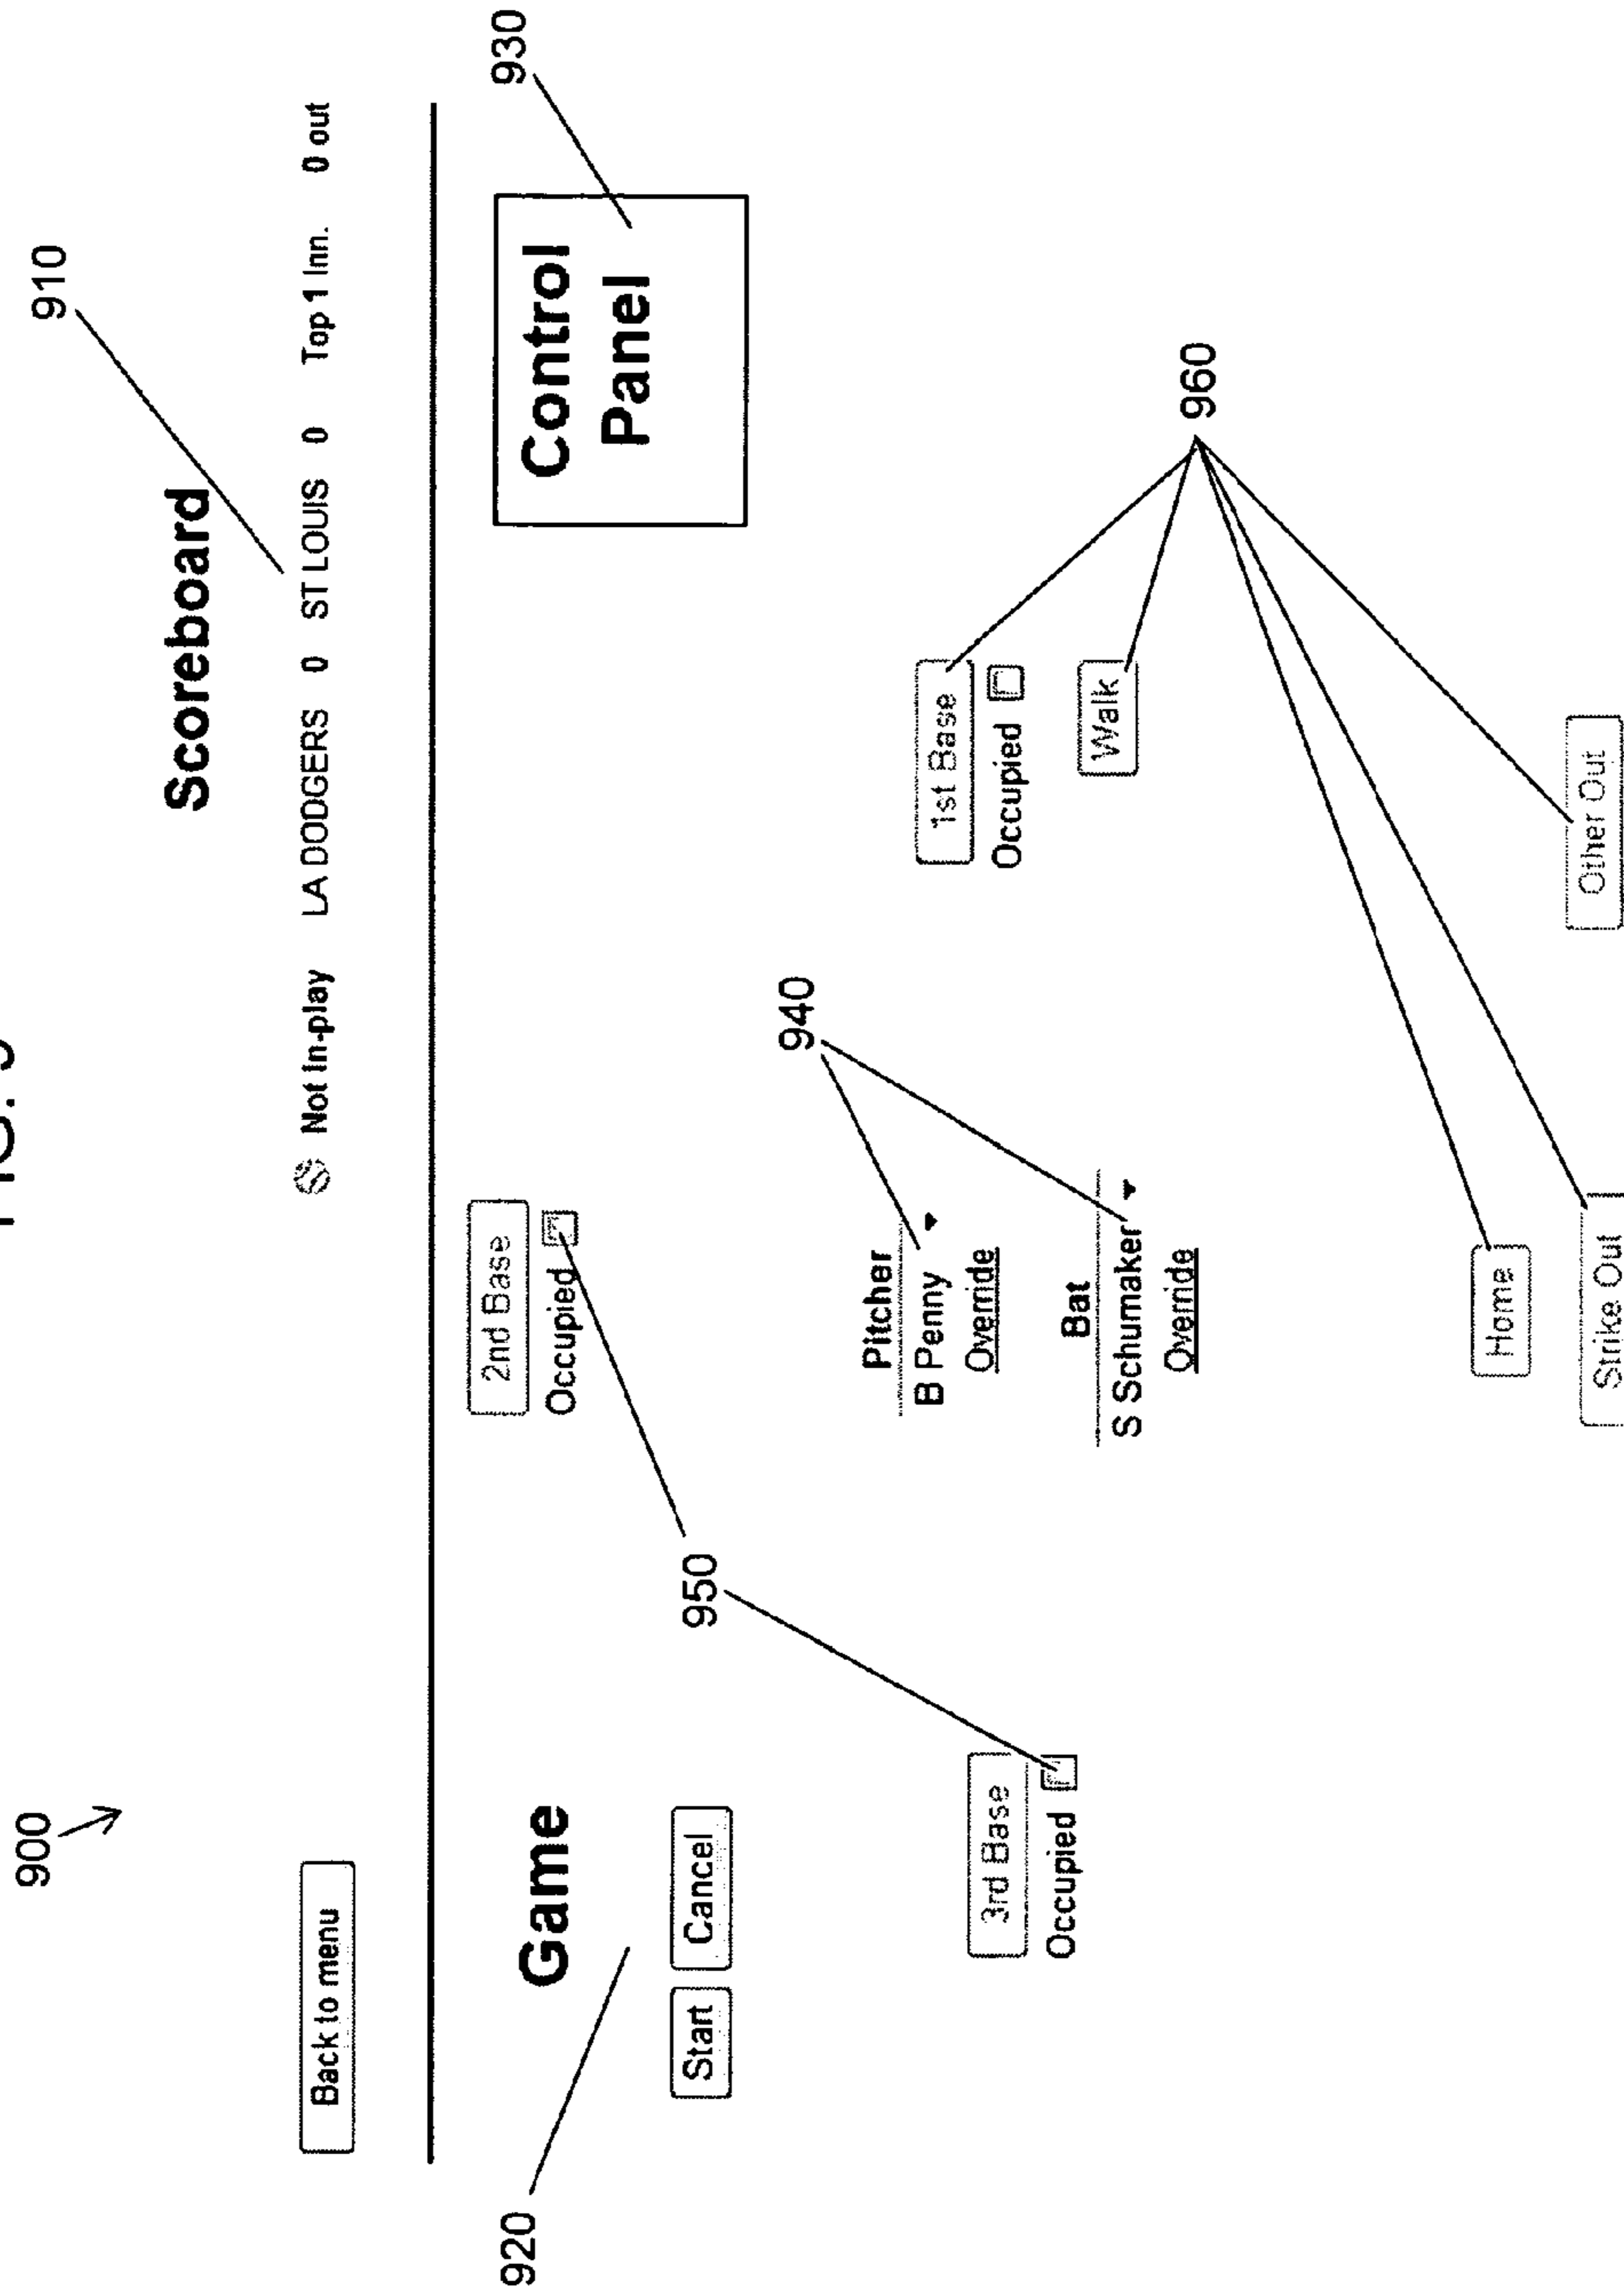 900
910
Scoreboard
Back to menu
Not In-play LA DODGERS 0 ST LOUIS 0 Top 1 Inn. 0 out
920
Game
930
Control
Panel
2nd Base
Occupied
Start Cancel
950
940
Pitcher
B Penny
Override
1st Base
Occupied
3rd Base
Occupied
Bat
S Schumaker
Override
Walk
960
Home
Strike Out
Other Out